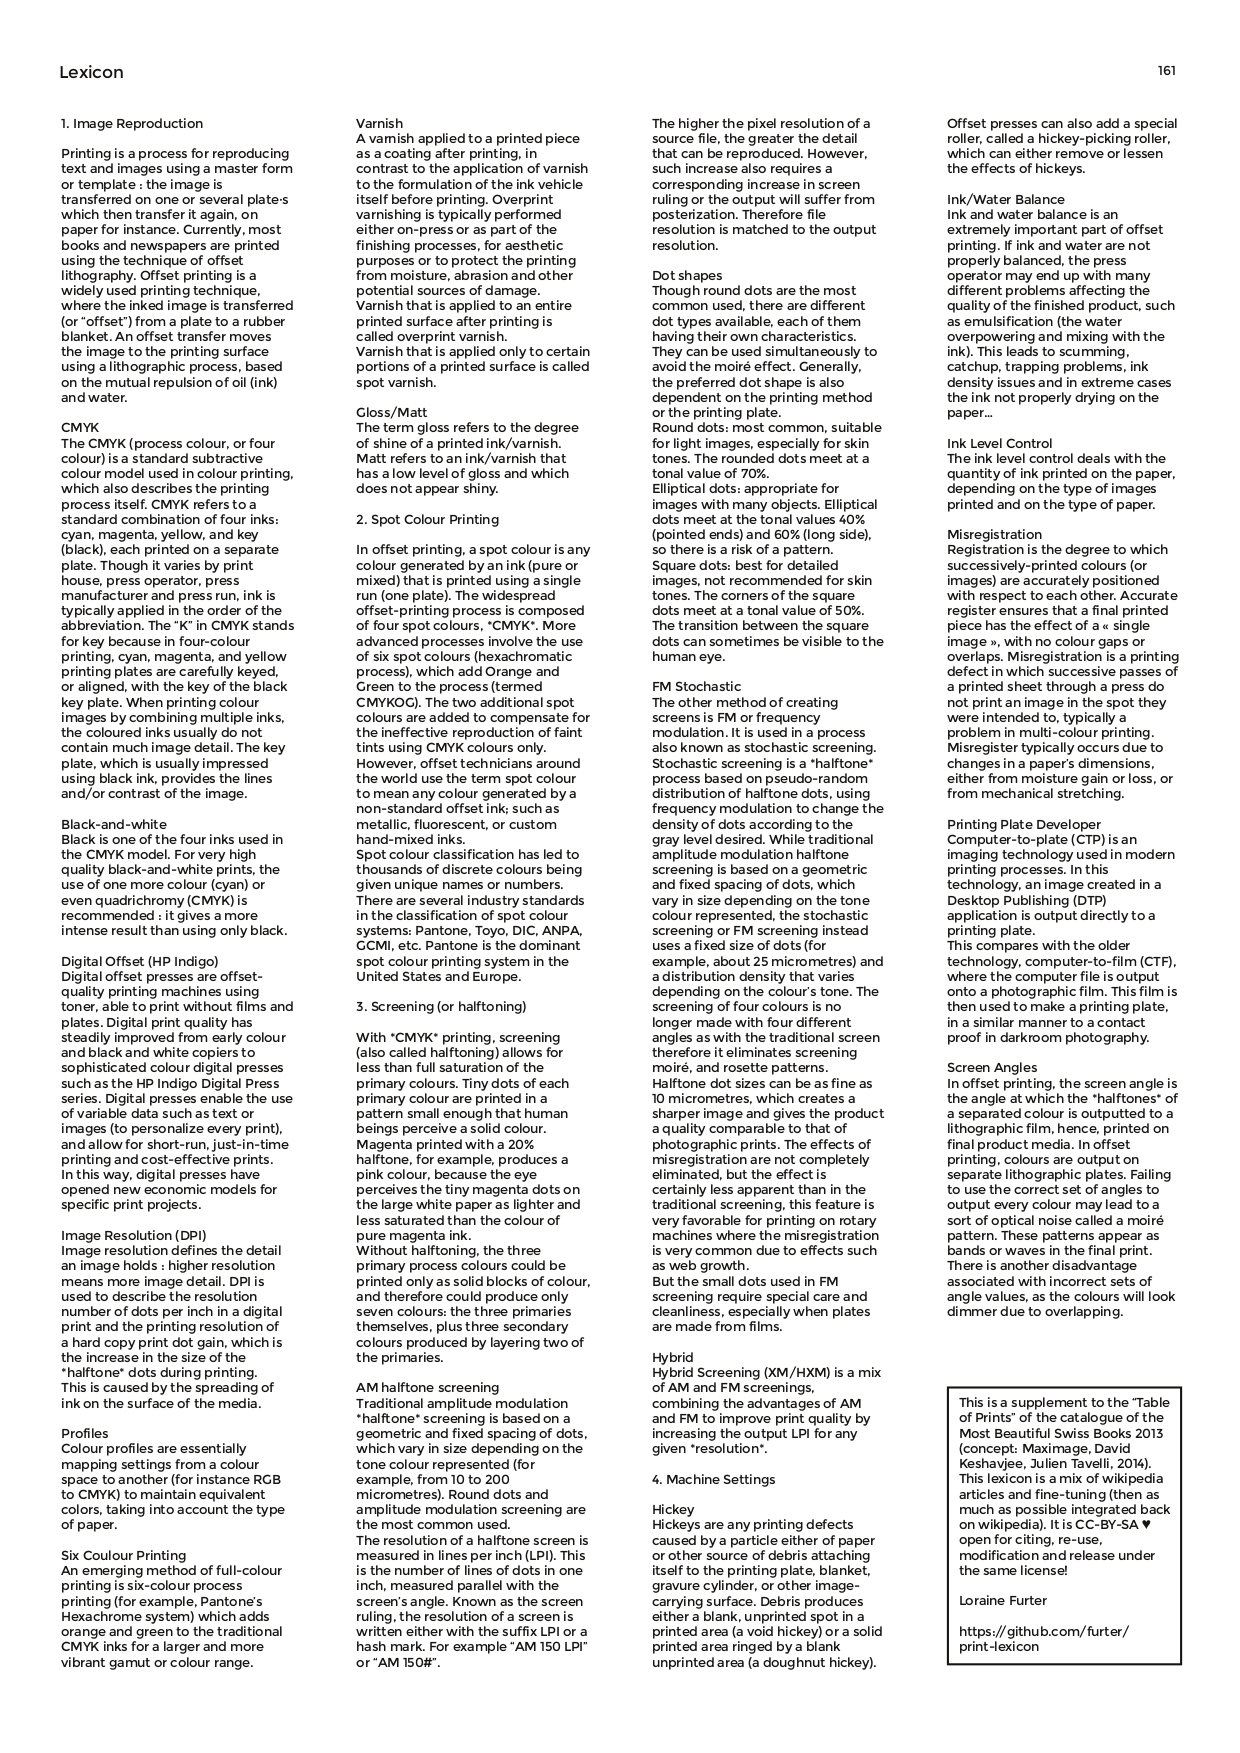 Lexicon
161
1. Image Reproduction
Printing is a process for reproducing
text and images using a master form
or template : the image is
transferred on one or several plate·s
which then transfer it again, on
paper for instance. Currently, most
books and newspapers are printed
using the technique of offset
lithography. Offset printing is a
widely used printing technique,
where the inked image is transferred
(or “offset”) from a plate to a rubber
blanket. An offset transfer moves
the image to the printing surface
using a lithographic process, based
on the mutual repulsion of oil (ink)
and water.
CMYK
The CMYK (process colour, or four
colour) is a standard subtractive
colour model used in colour printing,
which also describes the printing
process itself. CMYK refers to a
standard combination of four inks:
cyan, magenta, yellow, and key
(black), each printed on a separate
plate. Though it varies by print
house, press operator, press
manufacturer and press run, ink is
typically applied in the order of the
abbreviation. The “K” in CMYK stands
for key because in four-colour
printing, cyan, magenta, and yellow
printing plates are carefully keyed,
or aligned, with the key of the black
key plate. When printing colour
images by combining multiple inks,
the coloured inks usually do not
contain much image detail. The key
plate, which is usually impressed
using black ink, provides the lines
and/or contrast of the image.
Black-and-white
Black is one of the four inks used in
the CMYK model. For very high
quality black-and-white prints, the
use of one more colour (cyan) or
even quadrichromy (CMYK) is
recommended : it gives a more
intense result than using only black.
Digital Offset (HP Indigo)
Digital offset presses are offset-
quality printing machines using
toner, able to print without films and
plates. Digital print quality has
steadily improved from early colour
and black and white copiers to
sophisticated colour digital presses
such as the HP Indigo Digital Press
series. Digital presses enable the use
of variable data such as text or
images (to personalize every print),
and allow for short-run, just-in-time
printing and cost-effective prints.
In this way, digital presses have
opened new economic models for
specific print projects.
Image Resolution (DPI)
Image resolution defines the detail
an image holds : higher resolution
means more image detail. DPI is
used to describe the resolution
number of dots per inch in a digital
print and the printing resolution of
a hard copy print dot gain, which is
the increase in the size of the
*halftone* dots during printing.
This is caused by the spreading of
ink on the surface of the media.
Profiles
Colour profiles are essentially
mapping settings from a colour
space to another (for instance RGB
to CMYK) to maintain equivalent
colors, taking into account the type
of paper.
Six Coulour Printing
An emerging method of full-colour
printing is six-colour process
printing (for example, Pantone's
Hexachrome system) which adds
orange and green to the traditional
CMYK inks for a larger and more
vibrant gamut or colour range.
Varnish
A varnish applied to a printed piece
as a coating after printing, in
contrast to the application of varnish
to the formulation of the ink vehicle
itself before printing. Overprint
varnishing is typically performed
either on-press or as part of the
finishing processes, for aesthetic
purposes or to protect the printing
from moisture, abrasion and other
potential sources of damage.
Varnish that is applied to an entire
printed surface after printing is
called overprint varnish.
Varnish that is applied only to certain
portions of a printed surface is called
spot varnish.
Gloss/Matt
The term gloss refers to the degree
of shine of a printed ink/varnish.
Matt refers to an ink/varnish that
has a low level of gloss and which
does not appear shiny.
2. Spot Colour Printing
In offset printing, a spot colour is any
colour generated by an ink (pure or
mixed) that is printed using a single
run (one plate). The widespread
offset-printing process is composed
of four spot colours, *CMYK*. More
advanced processes involve the use
of six spot colours (hexachromatic
process), which add Orange and
Green to the process (termed
CMYKOG). The two additional spot
colours are added to compensate for
the ineffective reproduction of faint
tints using CMYK colours only.
However, offset technicians around
the world use the term spot colour
to mean any colour generated by a
non-standard offset ink; such as
metallic, fluorescent, or custom
hand-mixed inks.
Spot colour classification has led to
thousands of discrete colours being
given unique names or numbers.
There are several industry standards
in the classification of spot colour
systems: Pantone, Toyo, DIC, ANPA,
GCMI, etc. Pantone is the dominant
spot colour printing system in the
United States and Europe.
3. Screening (or halftoning)
With *CMYK* printing, screening
(also called halftoning) allows for
less than full saturation of the
primary colours. Tiny dots of each
primary colour are printed in a
pattern small enough that human
beings perceive a solid colour.
Magenta printed with a 20%
halftone, for example, produces a
pink colour, because the eye
perceives the tiny magenta dots on
the large white paper as lighter and
less saturated than the colour of
pure magenta ink.
Without halftoning, the three
primary process colours could be
printed only as solid blocks of colour,
and therefore could produce only
seven colours: the three primaries
themselves, plus three secondary
colours produced by layering two of
the primaries.
AM halftone screening
Traditional amplitude modulation
*halftone* screening is based on a
geometric and fixed spacing of dots,
which vary in size depending on the
tone colour represented (for
example, from 10 to 200
micrometres). Round dots and
amplitude modulation screening are
the most common used.
The resolution of a halftone screen is
measured in lines per inch (LPI). This
is the number of lines of dots in one
inch, measured parallel with the
screen's angle. Known as the screen
ruling, the resolution of a screen is
written either with the suffix LPI or a
hash mark. For example “AM 150 LPI”
or “AM 150#”.
The higher the pixel resolution of a
source file, the greater the detail
that can be reproduced. However,
such increase also requires a
corresponding increase in screen
ruling or the output will suffer from
posterization. Therefore file
resolution is matched to the output
resolution.
Dot shapes
Though round dots are the most
common used, there are different
dot types available, each of them
having their own characteristics.
They can be used simultaneously to
avoid the moiré effect. Generally,
the preferred dot shape is also
dependent on the printing method
or the printing plate.
Round dots: most common, suitable
for light images, especially for skin
tones. The rounded dots meet at a
tonal value of 70%.
Elliptical dots: appropriate for
images with many objects. Elliptical
dots meet at the tonal values 40%
(pointed ends) and 60% (long side),
so there is a risk of a pattern.
Square dots: best for detailed
images, not recommended for skin
tones. The corners of the square
dots meet at a tonal value of 50%.
The transition between the square
dots can sometimes be visible to the
human eye.
FM Stochastic
The other method of creating
screens is FM or frequency
modulation. It is used in a process
also known as stochastic screening.
Stochastic screening is a *halftone*
process based on pseudo-random
distribution of halftone dots, using
frequency modulation to change the
density of dots according to the
gray level desired. While traditional
amplitude modulation halftone
screening is based on a geometric
and fixed spacing of dots, which
vary in size depending on the tone
colour represented, the stochastic
screening or FM screening instead
uses a fixed size of dots (for
example, about 25 micrometres) and
a distribution density that varies
depending on the colour's tone. The
screening of four colours is no
longer made with four different
angles as with the traditional screen
therefore it eliminates screening
moiré, and rosette patterns.
Halftone dot sizes can be as fine as
10 micrometres, which creates a
sharper image and gives the product
a quality comparable to that of
photographic prints. The effects of
misregistration are not completely
eliminated, but the effect is
certainly less apparent than in the
traditional screening, this feature is
very favorable for printing on rotary
machines where the misregistration
is very common due to effects such
as web growth.
But the small dots used in FM
screening require special care and
cleanliness, especially when plates
are made from films.
Hybrid
Hybrid Screening (XM/HXM) is a mix
of AM and FM screenings,
combining the advantages of AM
and FM to improve print quality by
increasing the output LPI for any
given *resolution*.
4. Machine Settings
Hickey
Hickeys are any printing defects
caused by a particle either of paper
or other source of debris attaching
itself to the printing plate, blanket,
gravure cylinder, or other image-
carrying surface. Debris produces
either a blank, unprinted spot in a
printed area (a void hickey) or a solid
printed area ringed by a blank
unprinted area (a doughnut hickey).
Offset presses can also add a special
roller, called a hickey-picking roller,
which can either remove or lessen
the effects of hickeys.
Ink/Water Balance
Ink and water balance is an
extremely important part of offset
printing. If ink and water are not
properly balanced, the press
operator may end up with many
different problems affecting the
quality of the finished product, such
as emulsification (the water
overpowering and mixing with the
ink). This leads to scumming,
catchup, trapping problems, ink
density issues and in extreme cases
the ink not properly drying on the
paper...
Ink Level Control
The ink level control deals with the
quantity of ink printed on the paper,
depending on the type of images
printed and on the type of paper.
Misregistration
Registration is the degree to which
successively-printed colours (or
images) are accurately positioned
with respect to each other. Accurate
register ensures that a final printed
piece has the effect of a « single
image », with no colour gaps or
overlaps. Misregistration is a printing
defect in which successive passes of
a printed sheet through a press do
not print an image in the spot they
were intended to, typically a
problem in multi-colour printing.
Misregister typically occurs due to
changes in a paper's dimensions,
either from moisture gain or loss, or
from mechanical stretching.
Printing Plate Developer
Computer-to-plate (CTP) is an
imaging technology used in modern
printing processes. In this
technology, an image created in a
Desktop Publishing (DTP)
application is output directly to a
printing plate.
This compares with the older
technology, computer-to-film (CTF),
where the computer file is output
onto a photographic film. This film is
then used to make a printing plate,
in a similar manner to a contact
proof in darkroom photography.
Screen Angles
In offset printing, the screen angle is
the angle at which the *halftones* of
a separated colour is outputted to a
lithographic film, hence, printed on
final product media. In offset
printing, colours are output on
separate lithographic plates. Failing
to use the correct set of angles to
output every colour may lead to a
sort of optical noise called a moiré
pattern. These patterns appear as
bands or waves in the final print.
There is another disadvantage
associated with incorrect sets of
angle values, as the colours will look
dimmer due to overlapping.
This is a supplement to the “Table
of Prints” of the catalogue of the
Most Beautiful Swiss Books 2013
(concept: Maximage, David
Keshavjee, Julien Tavelli, 2014).
This lexicon is a mix of wikipedia
articles and fine-tuning (then as
much as possible integrated back
on wikipedia). It is CC-BY-SA ♥
open for citing, re-use,
modification and release under
the same license!
Loraine Furter
https://github.com/furter/
print-lexicon